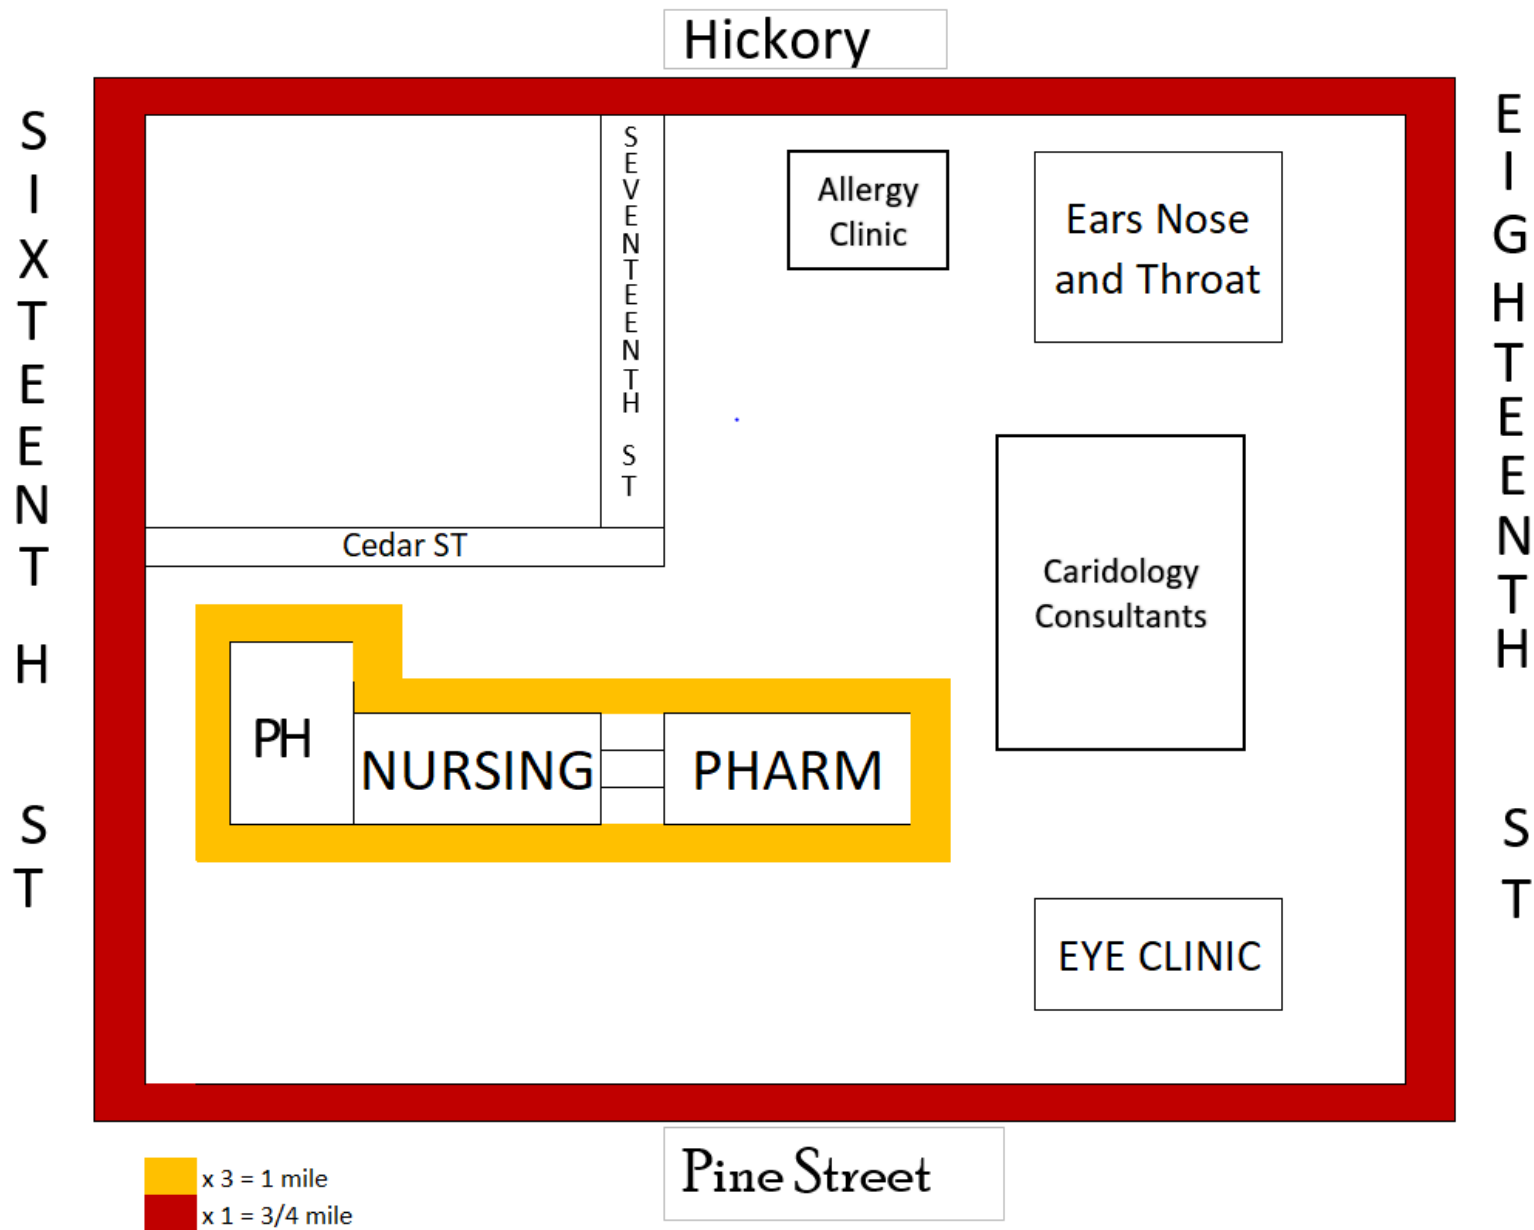 Hickory
SIXTEENTH ST
SEVENTEENTH ST
EIGHTEENTH ST
Allergy
Clinic
Ears Nose
and Throat
Cedar ST
Caridology
Consultants
PH
NURSING
PHARM
EYE CLINIC
Pine Street
x 3 = 1 mile
x 1 = 3/4 mile